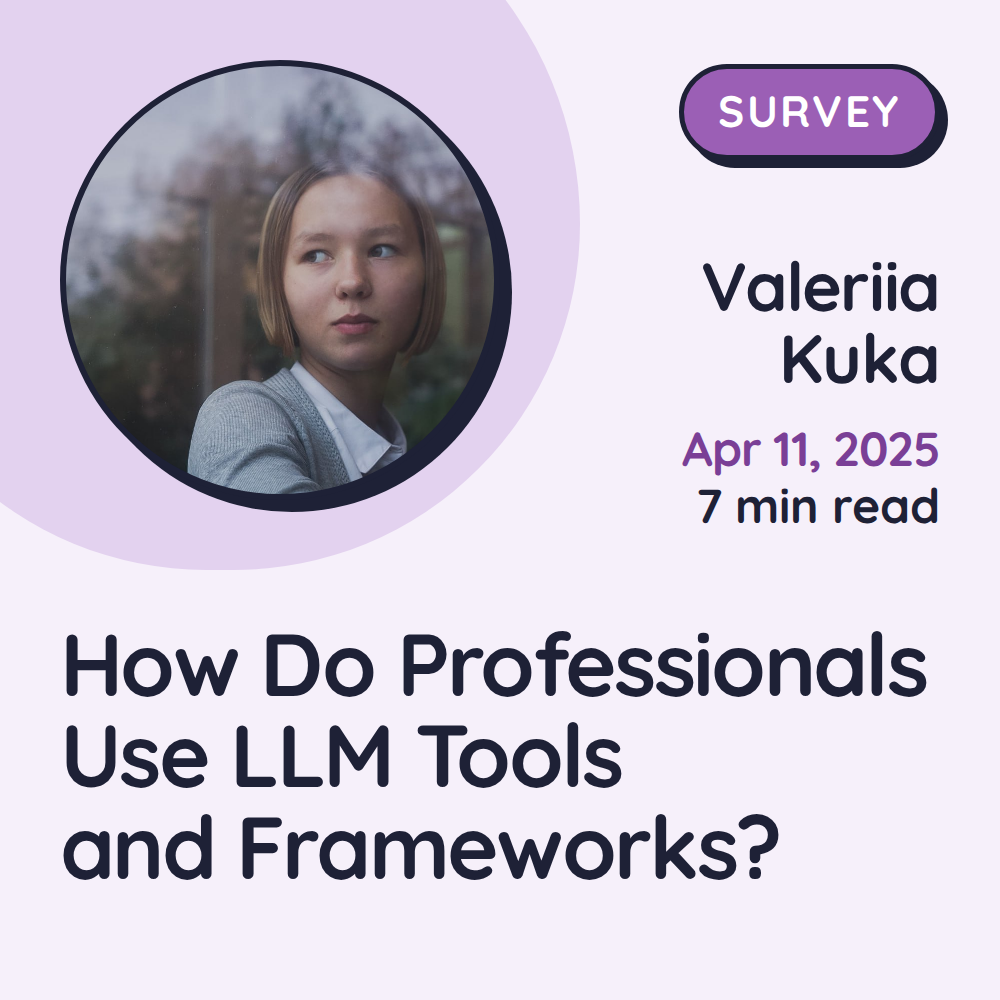 SURVEY
Valeriia
Kuka
Apr 11, 2025
7 min read
How Do Professionals
Use LLM Tools
and Frameworks?